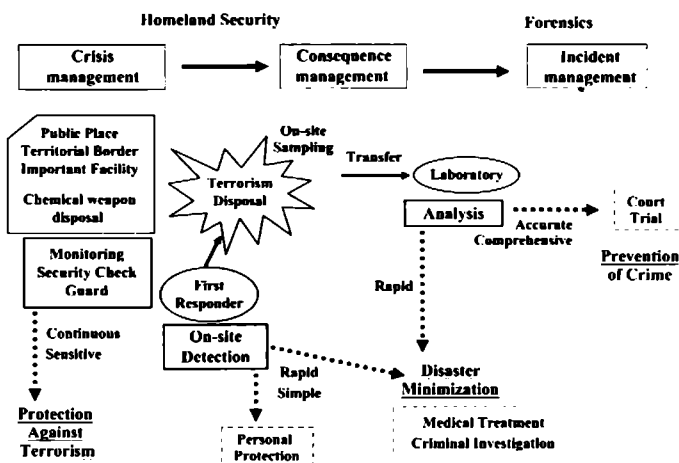 Homeland Security
Forensics
Crisis
management
Consequence
management
Incident
management
Public Place
Territorial Border
Important Facility
Chemical weapon
disposal
Terrorism
Disposal
On-site
Sampling
Transfer
Laboratory
Analysis
Accurate
Comprehensive
Court
Trial
Prevention
of Crime
Monitoring
Security Check
Guard
First
Responder
On-site
Detection
Rapid
Continuous
Sensitive
Rapid
Simple
Disaster
Minimization
Protection
Against
Terrorism
Personal
Protection
Medical Treatment
Criminal Investigation